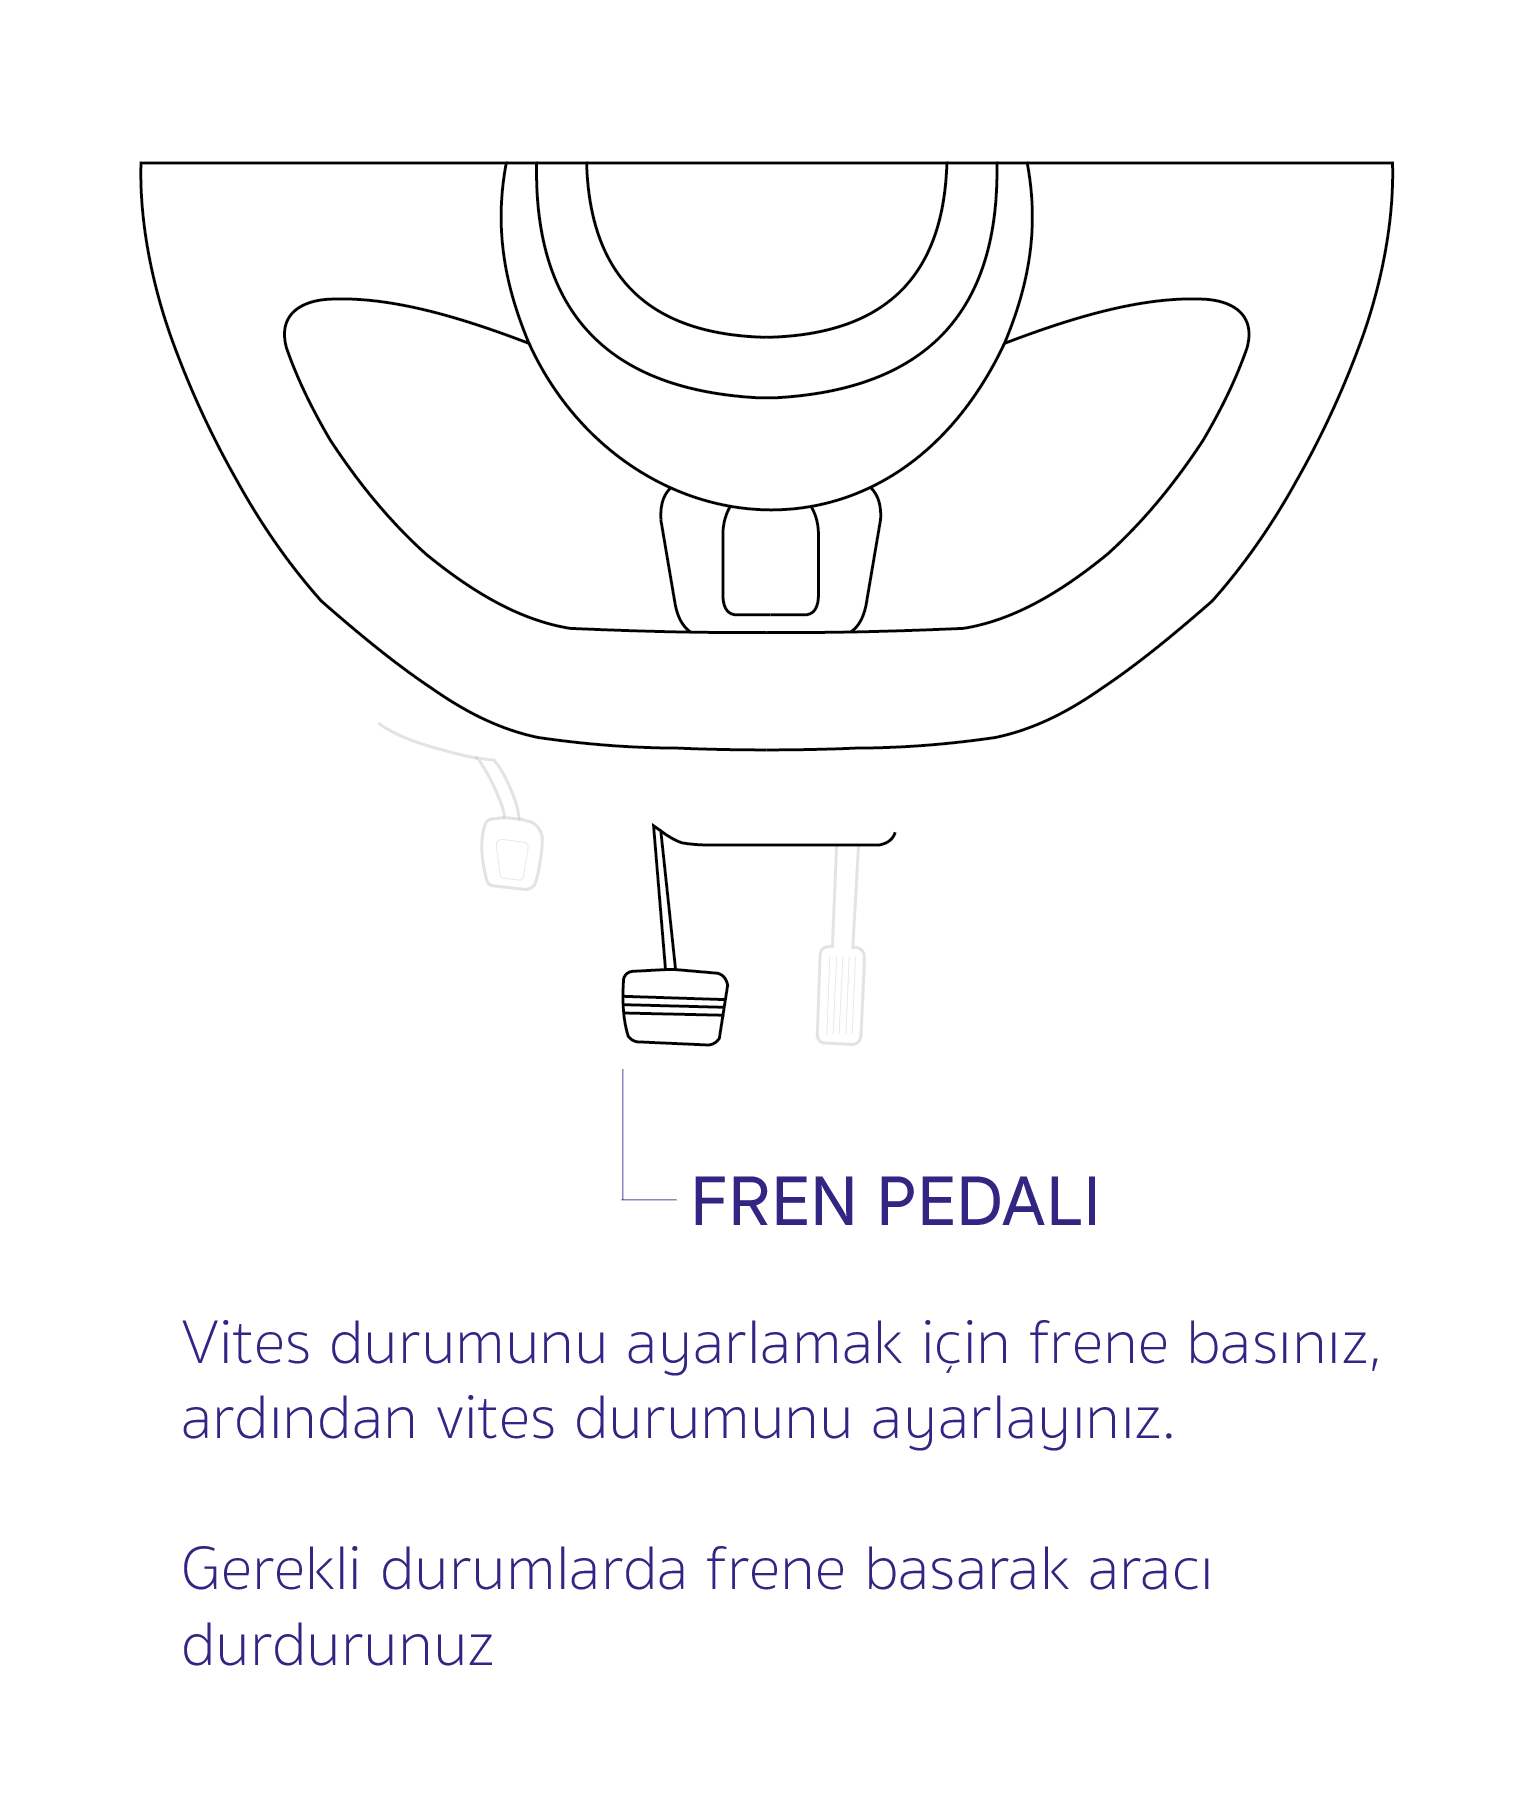 FREN PEDALI
Vites durumunu ayarlamak için frene basınız,
ardından vites durumunu ayarlayınız.
Gerekli durumlarda frene basarak aracı
durdurunuz